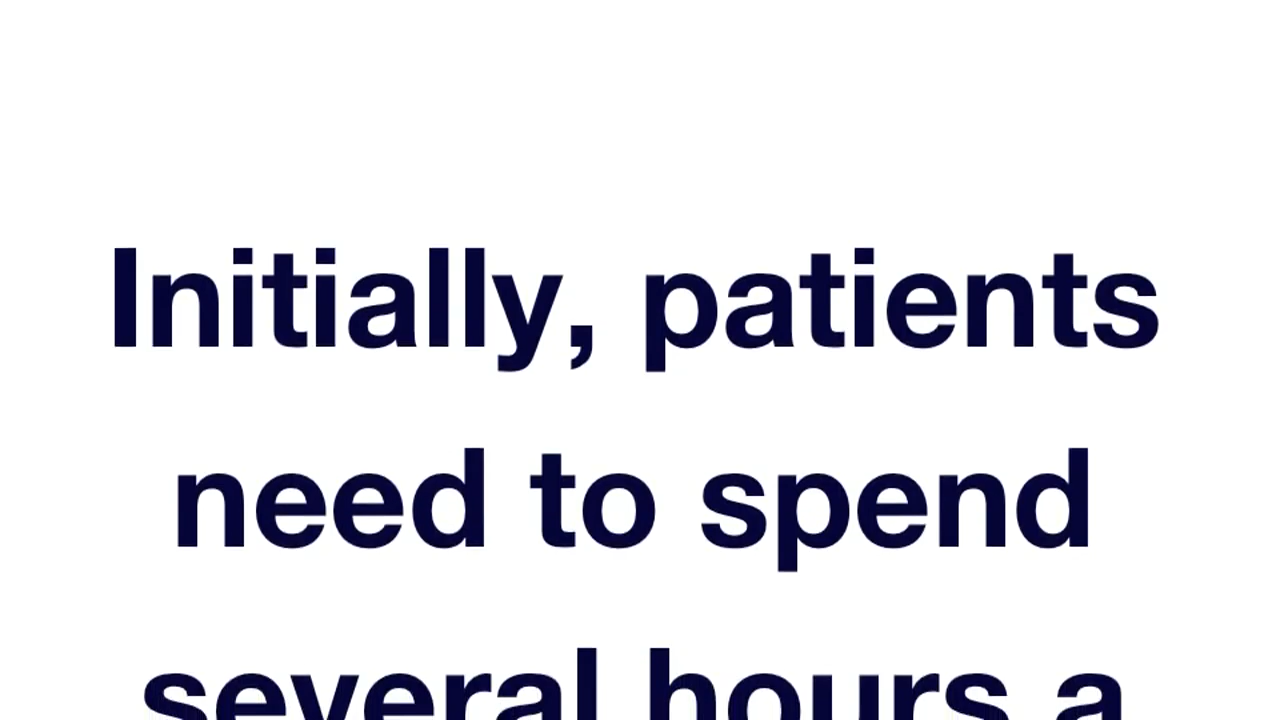 Initially, patients
need to spend
several hours a